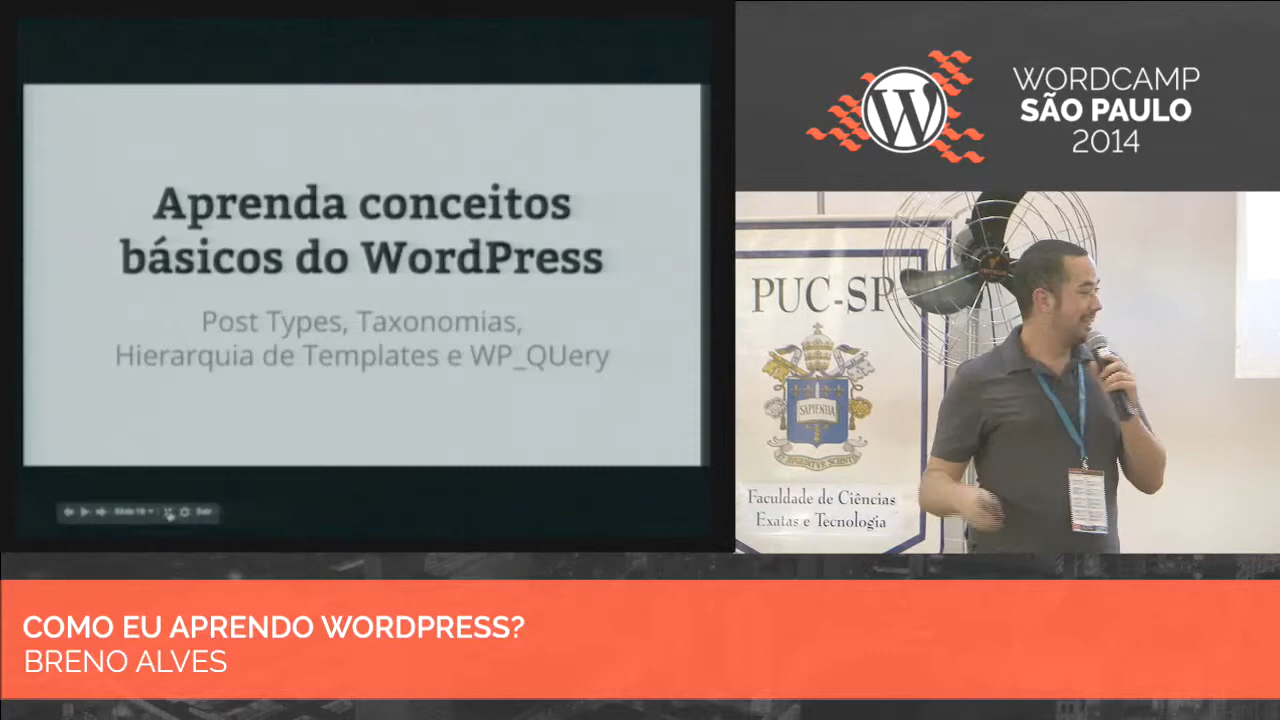 Aprenda conceitos
básicos do WordPress
Post Types, Taxonomias,
Hierarquia de Templates e WP_QUery
WORDCAMP
SÃO PAULO
2014
PUC-SP
SAPIENTIA
Faculdade de Ciências
Exatas e Tecnologia
COMO EU APRENDO WORDPRESS?
BRENO ALVES